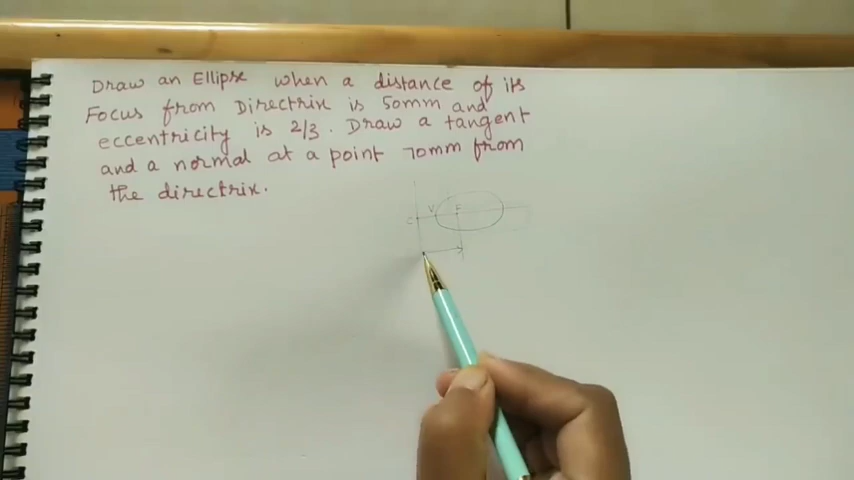 Draw an Ellipse when a distance of its
Focus from Directrix is 50mm and
eccentricity is 2/3. Draw a tangent
and a normal at a point 70mm from
the directrix.
C V F